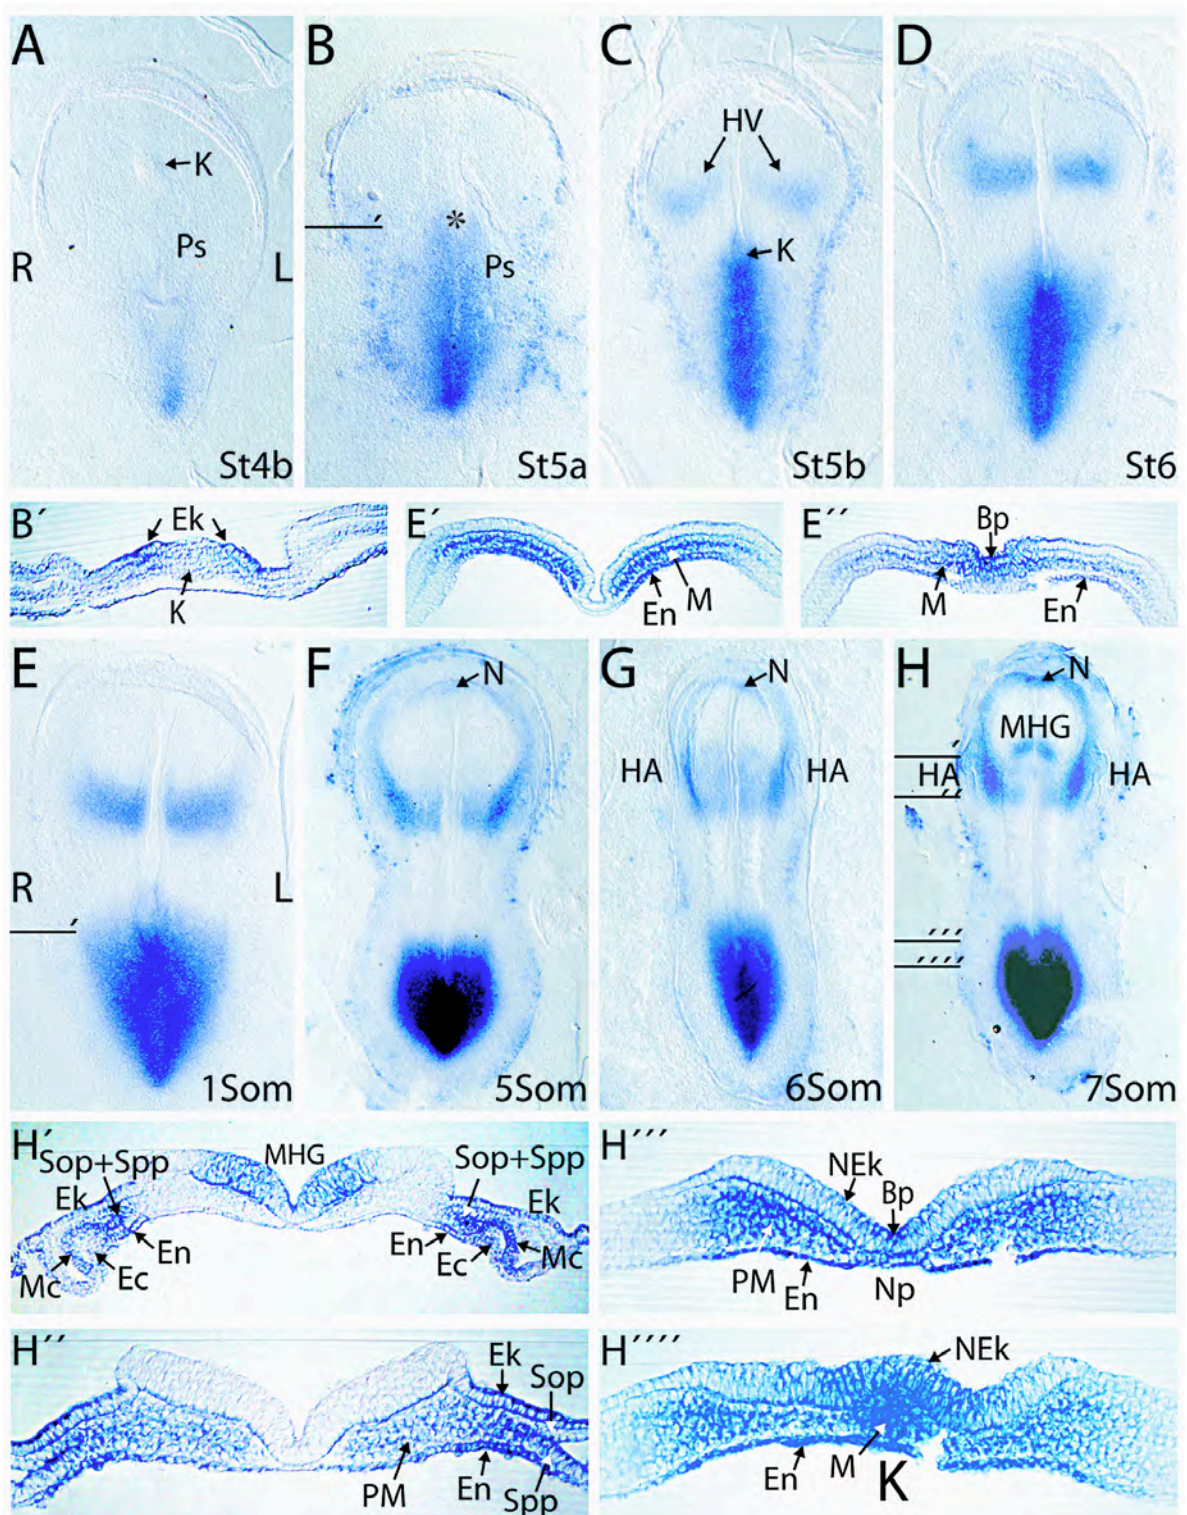 A B C D
HV
K
*
Ps Ps K
R L
´
St4b St5a St5b St6
B´ Ek E´ E´´ Bp
K En M M En
E F N G N H N
MHG
HA HA HA HA
´
´´
R L
´
´´´
´´´´
1Som 5Som 6Som 7Som
H´ MHG H´´´
Sop+Spp Sop+Spp NEk
Ek Ek Bp
En En
Mc Ec Ec Mc PM En Np
H´´ Ek H´´´´ NEk
Sop
PM En Spp En M K